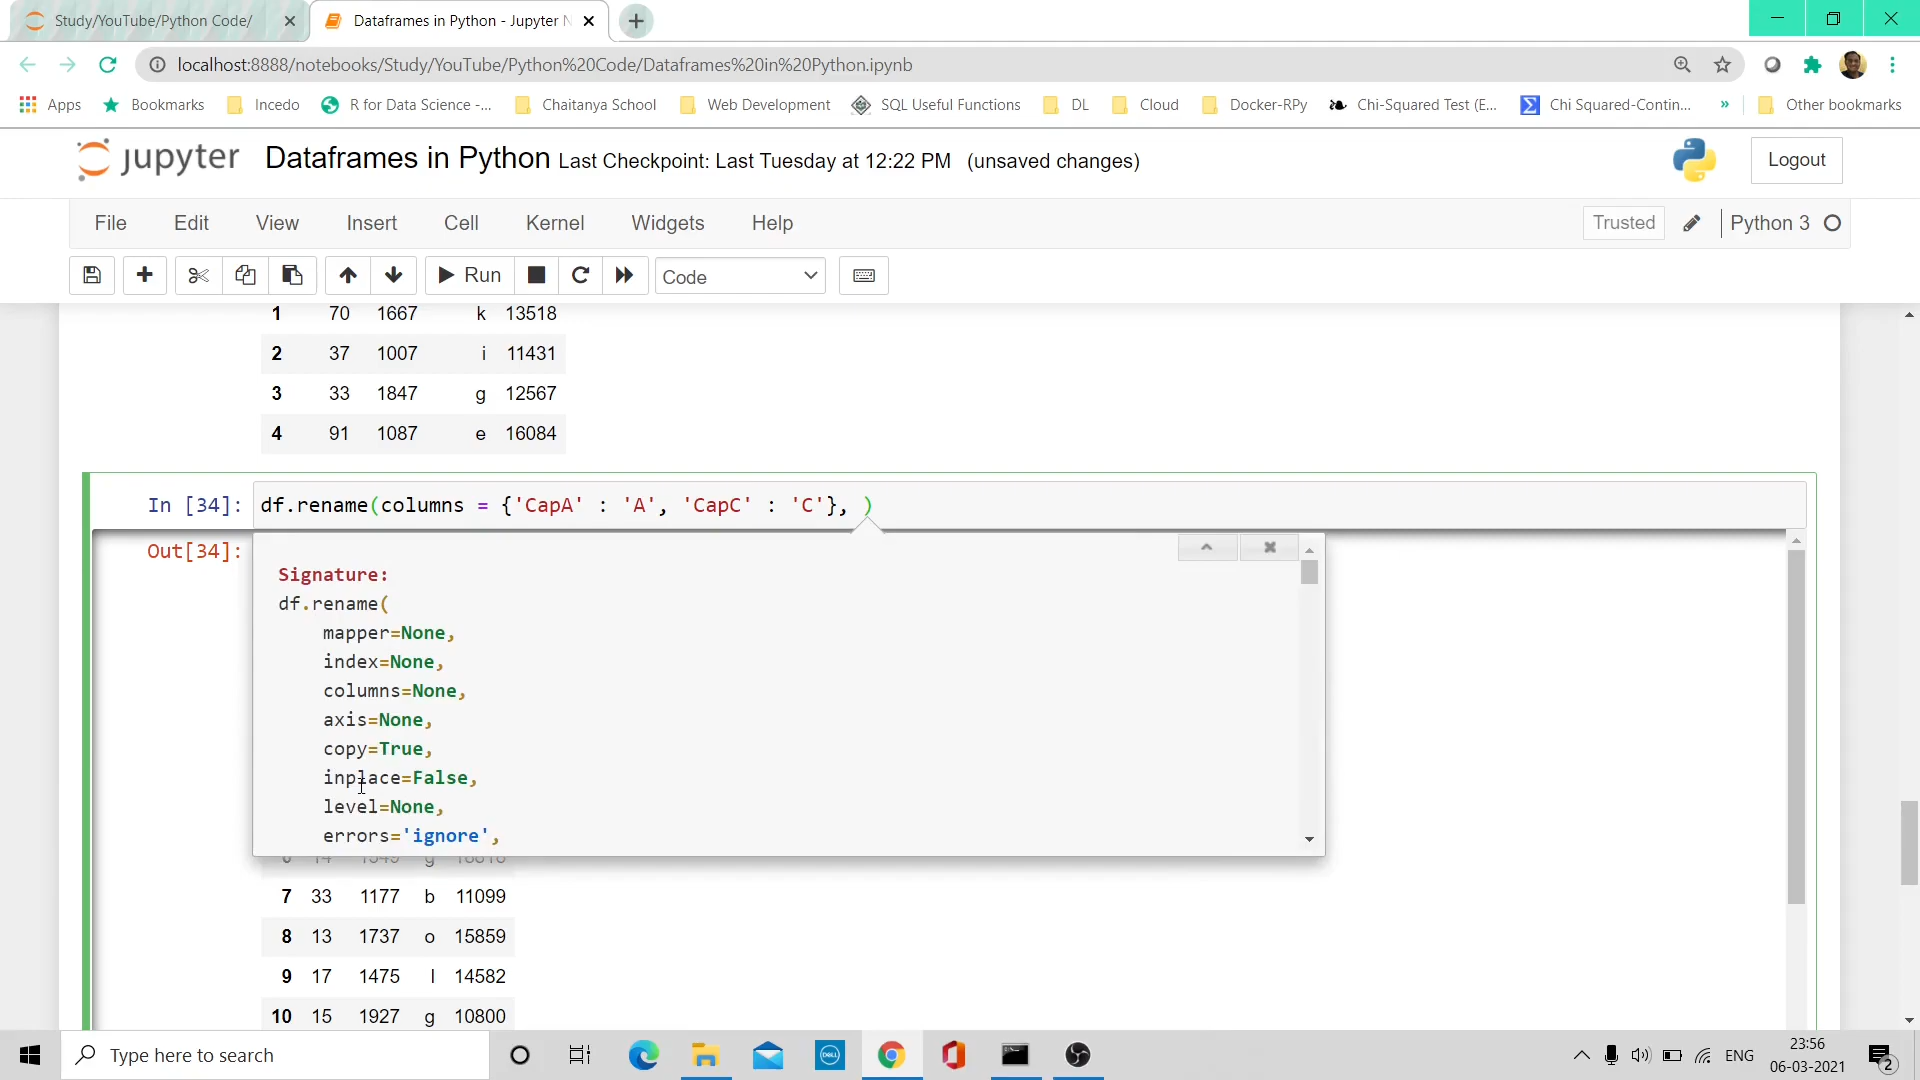 Study/YouTube/Python Code/
Dataframes in Python - Jupyter N
localhost:8888/notebooks/Study/YouTube/Python%20Code/Dataframes%20in%20Python.ipynb
Apps Bookmarks Incedo R for Data Science -... Chaitanya School Web Development SQL Useful Functions DL Cloud Docker-RPy Chi-Squared Test (E... Chi Squared-Contin... » Other bookmarks
jupyter Dataframes in Python Last Checkpoint: Last Tuesday at 12:22 PM (unsaved changes)
Logout
File Edit View Insert Cell Kernel Widgets Help
Trusted Python 3
Run Code
1 70 1667 k 13518
2 37 1007 i 11431
3 33 1847 g 12567
4 91 1087 e 16084
In [34]: df.rename(columns = {'CapA' : 'A', 'CapC' : 'C'}, )
Out[34]:
Signature:
df.rename(
mapper=None,
index=None,
columns=None,
axis=None,
copy=True,
inplace=False,
level=None,
errors='ignore',
7 33 1177 b 11099
8 13 1737 o 15859
9 17 1475 l 14582
10 15 1927 g 10800
Type here to search
DELL
ENG
23:56
06-03-2021
2